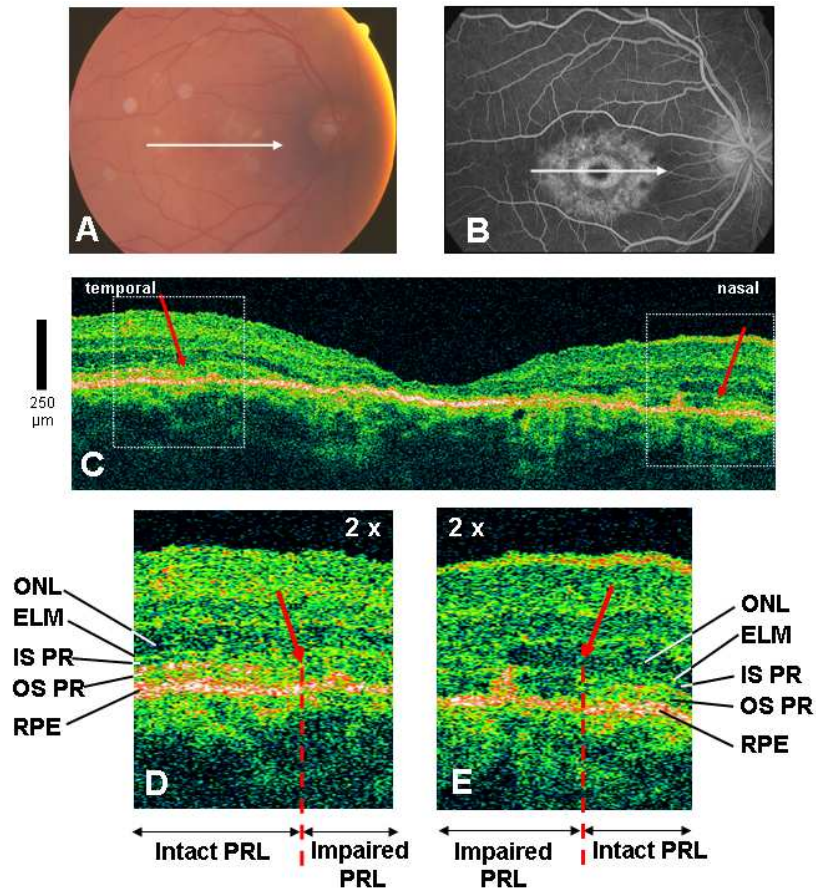 A
B
temporal
nasal
250
µm
C
2 x
2 x
ONL
ELM
IS PR
OS PR
RPE
D
E
ONL
ELM
IS PR
OS PR
RPE
Intact PRL
Impaired
PRL
Impaired
PRL
Intact PRL